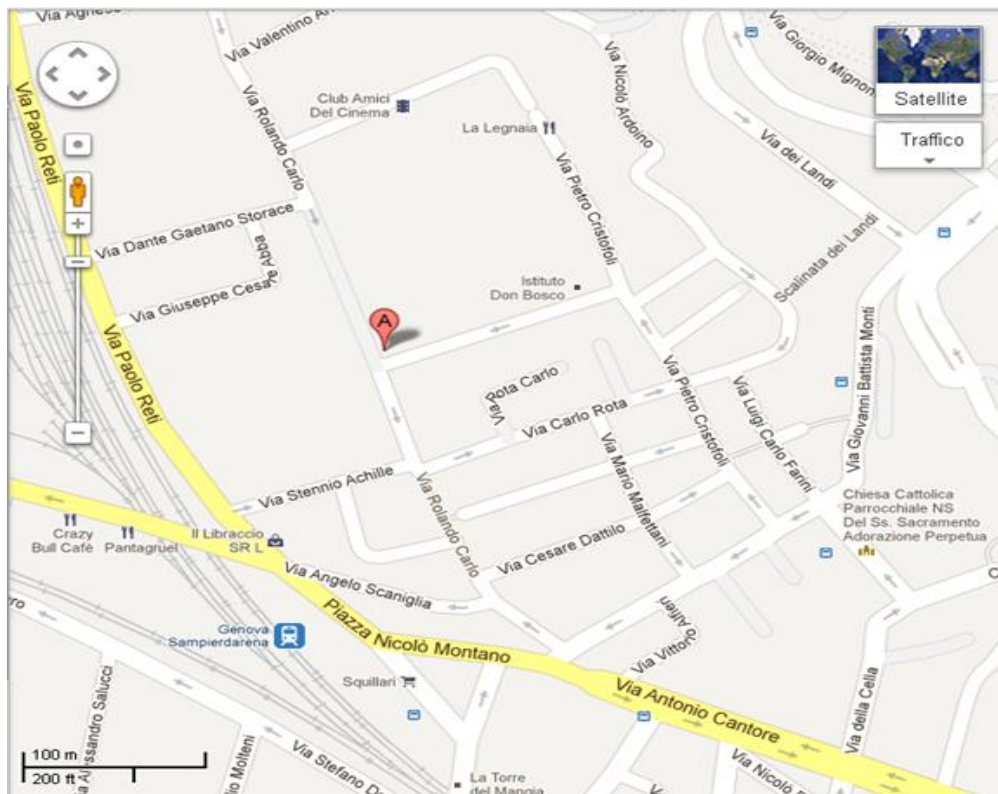 Via Agnese
Via Valentino Ar
Via Nicolò Ardoino
Via Giorgio Mignon
Satellite
Traffico
Via Paolo Reti
Via Rolando Carlo
Club Amici
Del Cinema
La Legnaia
Via Pietro Cristofoli
Via dei Landi
Scalinata dei Landi
Via Dante Gaetano Storace
Via Giuseppe Cesare Abba
Istituto
Don Bosco
A
Via Paolo Reti
Via Rota Carlo
Via Carlo Rota
Via Pietro Cristofoli
Via Luigi Carlo Farini
Via Giovanni Battista Monti
Via Stennio Achille
Via Rolando Carlo
Via Mario Malfettani
Via Cesare Dattilo
Chiesa Cattolica
Parrocchiale NS
Del Ss. Sacramento
Adorazione Perpetua
Crazy
Bull Cafè
Pantagruel
Il Libraccio
SR L
Via Angelo Scaniglia
Genova
Sampierdarena
Piazza Nicolò Montano
Squillari
Via Vittorio Alfieri
Via Antonio Cantore
Via della Cella
ero
Alessandro Salucci
io Molteni
Via Stefano D
La Torre
del Mangia
Via Nicolò
100 m
200 ft